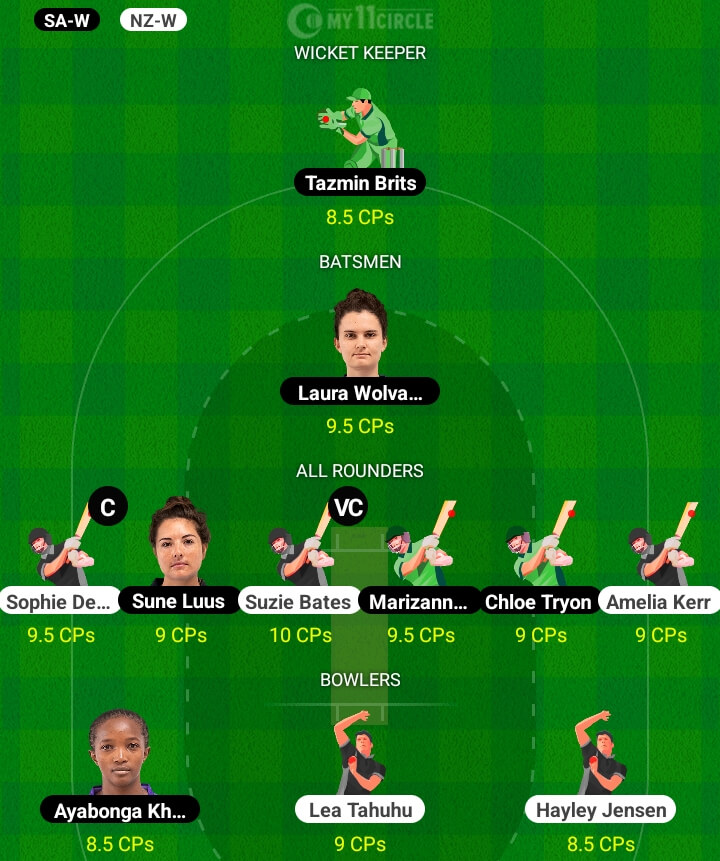 SA-W NZ-W MY11CIRCLE
WICKET KEEPER
Tazmin Brits
8.5 CPs
BATSMEN
Laura Wolva...
9.5 CPs
ALL ROUNDERS
C VC
Sophie De... Sune Luus Suzie Bates Marizann... Chloe Tryon Amelia Kerr
9.5 CPs 9 CPs 10 CPs 9.5 CPs 9 CPs 9 CPs
BOWLERS
Ayabonga Kh... Lea Tahuhu Hayley Jensen
8.5 CPs 9 CPs 8.5 CPs